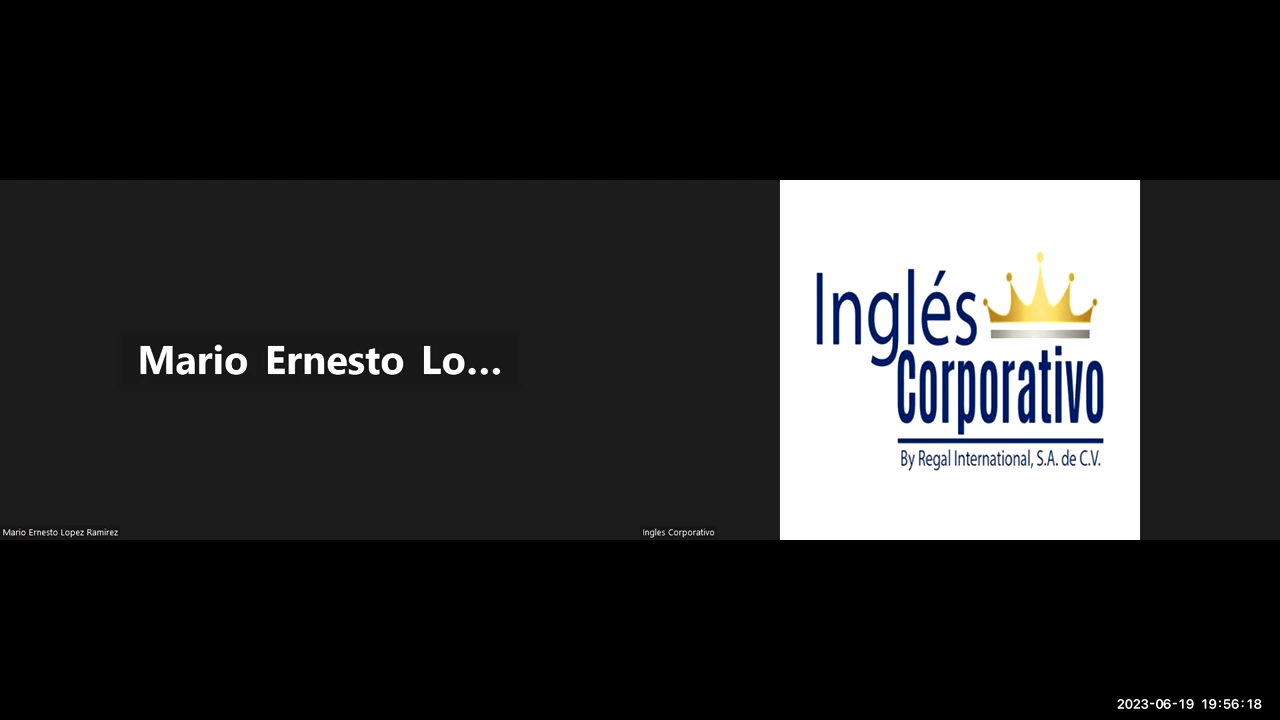 Mario Ernesto Lo...
Mario Ernesto Lopez Ramirez
Inglés
Corporativo
By Regal International, S.A. de C.V.
Ingles Corporativo
2023-06-19 19:56:18